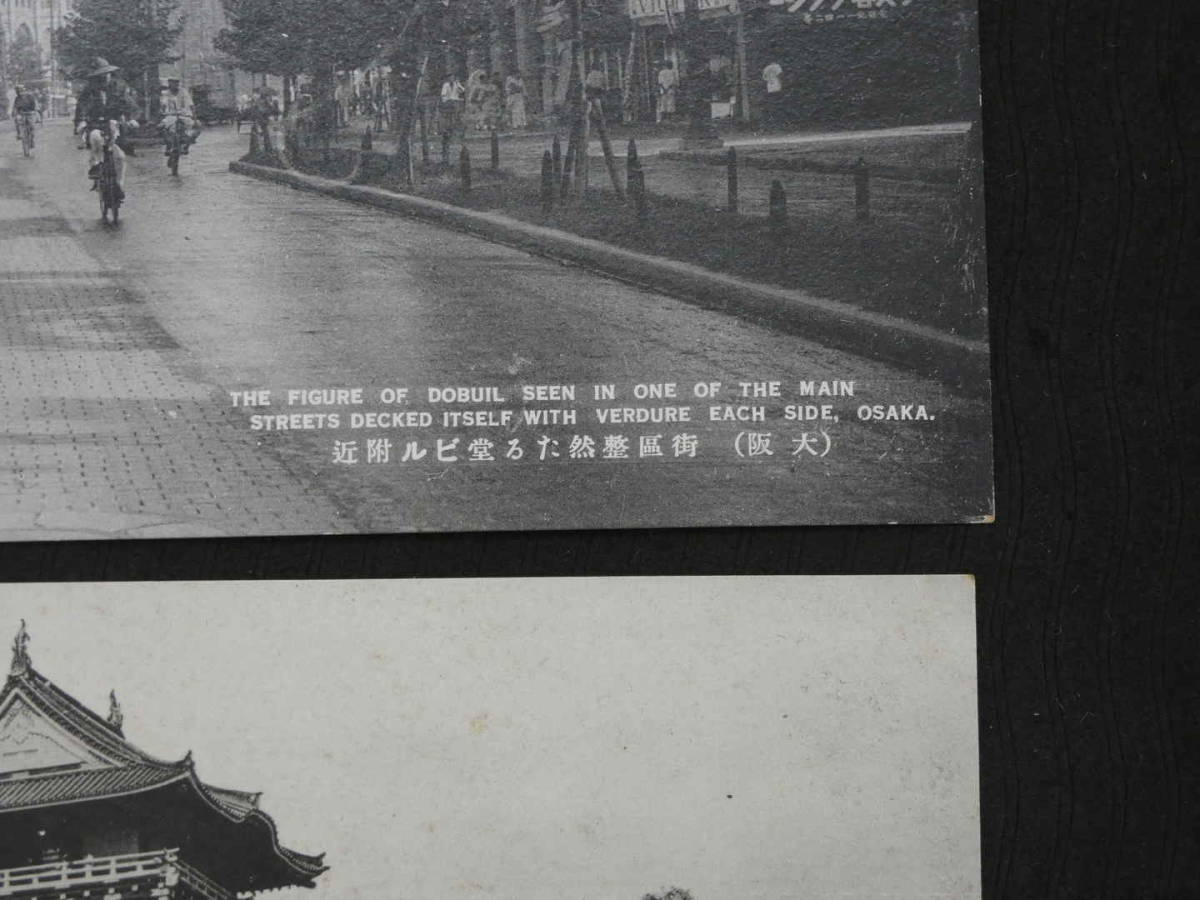 THE FIGURE OF DOBUIL SEEN IN ONE OF THE MAIN
STREETS DECKED ITSELF WITH VERDURE EACH SIDE, OSAKA.
近附ルビ堂るた然整區街 (阪大)